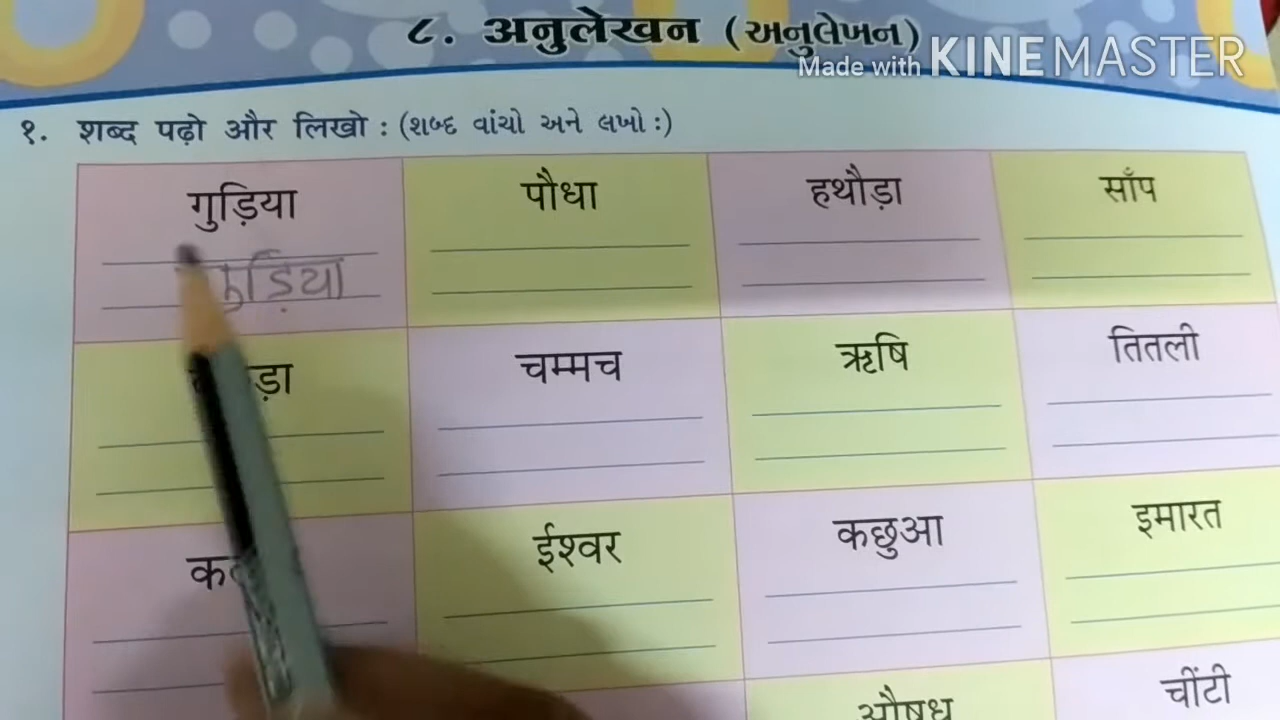 ८. अनुलेखन (અનુલેખન)
Made with KINEMASTER
१. शब्द पढ़ो और लिखो : (શબ્દ વાંચો અને લખો :)
गुड़िया पौधा हथौड़ा साँप
चम्मच ऋषि तितली
ईश्वर कछुआ इमारत
औषध चींटी